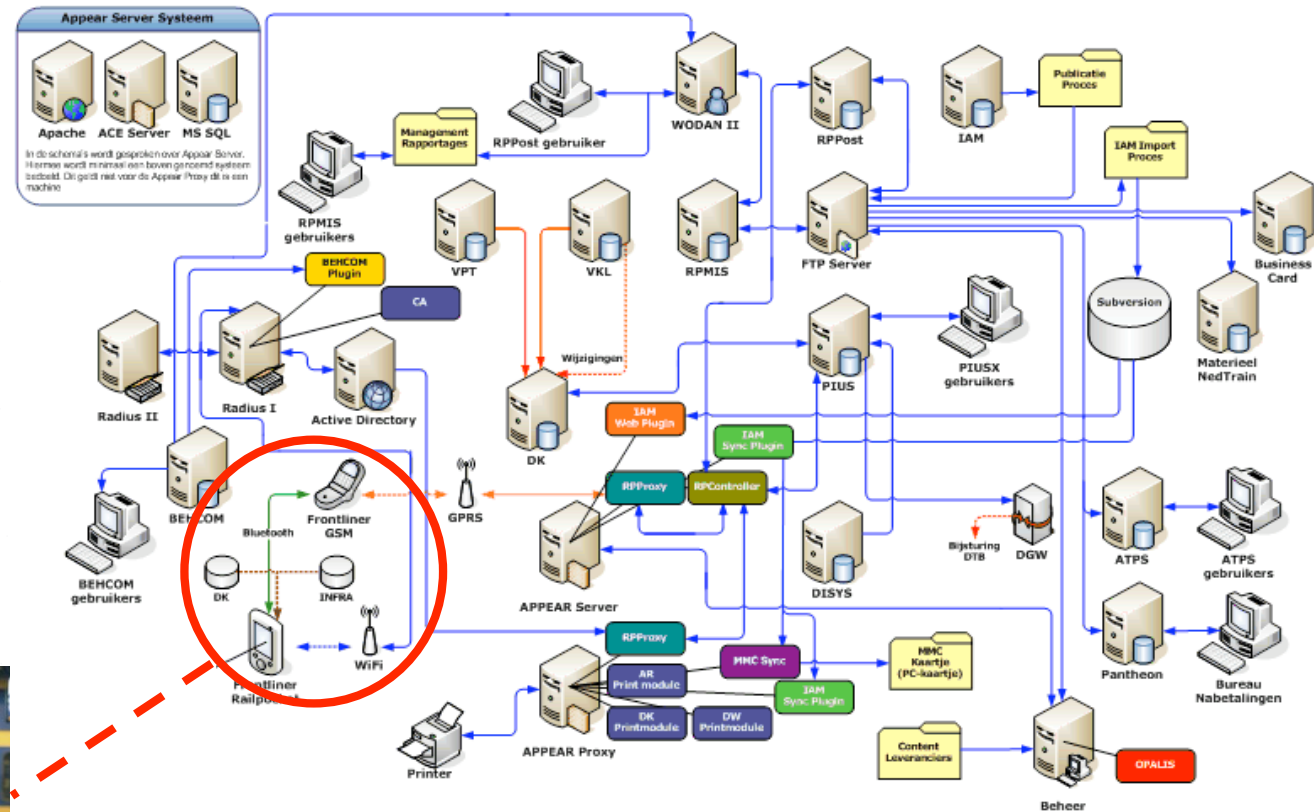 Appear Server Systeem
Apache
ACE Server
MS SQL
In de schema's wordt gesproken over Appear Server.
Hiermee wordt minimaal een boven genoemd systeem
bedoeld. Dit geldt niet voor de Appear Proxy dit is een
machine
WODAN II
RPPost gebruiker
Management
Rapportages
RPMIS
gebruikers
RPPost
IAM
Publicatie
Proces
IAM Import
Proces
VPT
VKL
RPMIS
FTP Server
Business
Card
BEHCOM
Plugin
CA
Subversion
Radius II
Radius I
Active Directory
Wijzigingen
DK
PIUS
PIUSX
gebruikers
Materieel
NedTrain
IAM
Web Plugin
IAM
Sync Plugin
RPProxy
RPController
BEHCOM
Frontliner
GSM
GPRS
Bluetooth
DK
INFRA
BEHCOM
gebruikers
APPEAR Server
DISYS
Bijsturing
DTB
DGW
ATPS
ATPS
gebruikers
WiFi
Frontliner
Railpocket
RPProxy
AR
Print module
MMC Sync
MMC
Kaartje
(PC-kaartje)
IAM
Sync Plugin
DK
Printmodule
DW
Printmodule
APPEAR Proxy
Printer
Pantheon
Bureau
Nabetalingen
Content
Leveranciers
OPALIS
Beheer